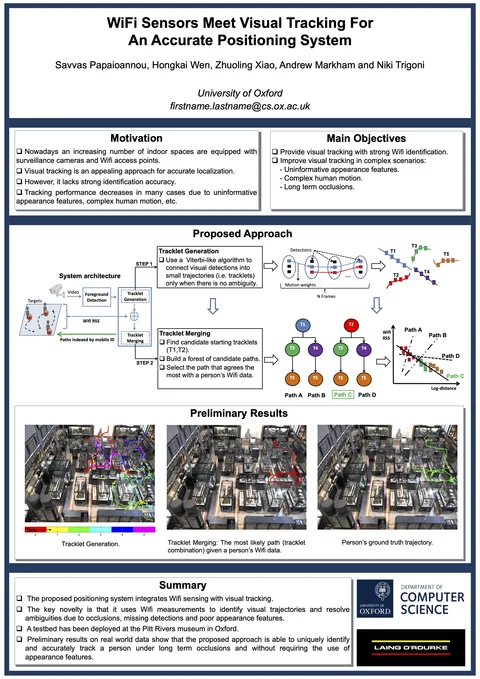 WiFi Sensors Meet Visual Tracking For
An Accurate Positioning System
Savvas Papaioannou, Hongkai Wen, Zhuoling Xiao, Andrew Markham and Niki Trigoni
University of Oxford
firstname.lastname@cs.ox.ac.uk
Motivation
❑ Nowadays an increasing number of indoor spaces are equipped with
surveillance cameras and Wifi access points.
❑ Visual tracking is an appealing approach for accurate localization.
❑ However, it lacks strong identification accuracy.
❑ Tracking performance decreases in many cases due to uninformative
appearance features, complex human motion, etc.
Main Objectives
❑ Provide visual tracking with strong Wifi identification.
❑ Improve visual tracking in complex scenarios:
- Uninformative appearance features.
- Complex human motion.
- Long term occlusions.
Proposed Approach
System architecture
Targets
Video
Foreground
Detection
Tracklet
Generation
Wifi RSS
Tracklet
Merging
Paths indexed by mobile ID
STEP 1
STEP 2
Tracklet Generation
❑ Use a Viterbi-like algorithm to
connect visual detections into
small trajectories (i.e. tracklets)
only when there is no ambiguity.
Detections
Motion weights
N Frames
T1
T2
T3
T4
T5
Tracklet Merging
❑ Find candidate starting tracklets
(T1,T2).
❑ Build a forest of candidate paths.
❑ Select the path that agrees the
most with a person's Wifi data.
T1 T2
T3 T4 T3 T4
T5 T5 T5 T5
Path A Path B Path C Path D
Wifi
RSS
Path A
Path B
Path D
Path C
Log-distance
Preliminary Results
Tracklet Generation.
Tracklet Merging: The most likely path (tracklet
combination) given a person's Wifi data.
Person's ground truth trajectory.
Summary
❑ The proposed positioning system integrates Wifi sensing with visual tracking.
❑ The key novelty is that it uses Wifi measurements to identify visual trajectories and resolve
ambiguities due to occlusions, missing detections and poor appearance features.
❑ A testbed has been deployed at the Pitt Rivers museum in Oxford.
❑ Preliminary results on real world data show that the proposed approach is able to uniquely identify
and accurately track a person under long term occlusions and without requiring the use of
appearance features.
UNIVERSITY OF
OXFORD
DEPARTMENT OF
COMPUTER
SCIENCE
LAING O'ROURKE